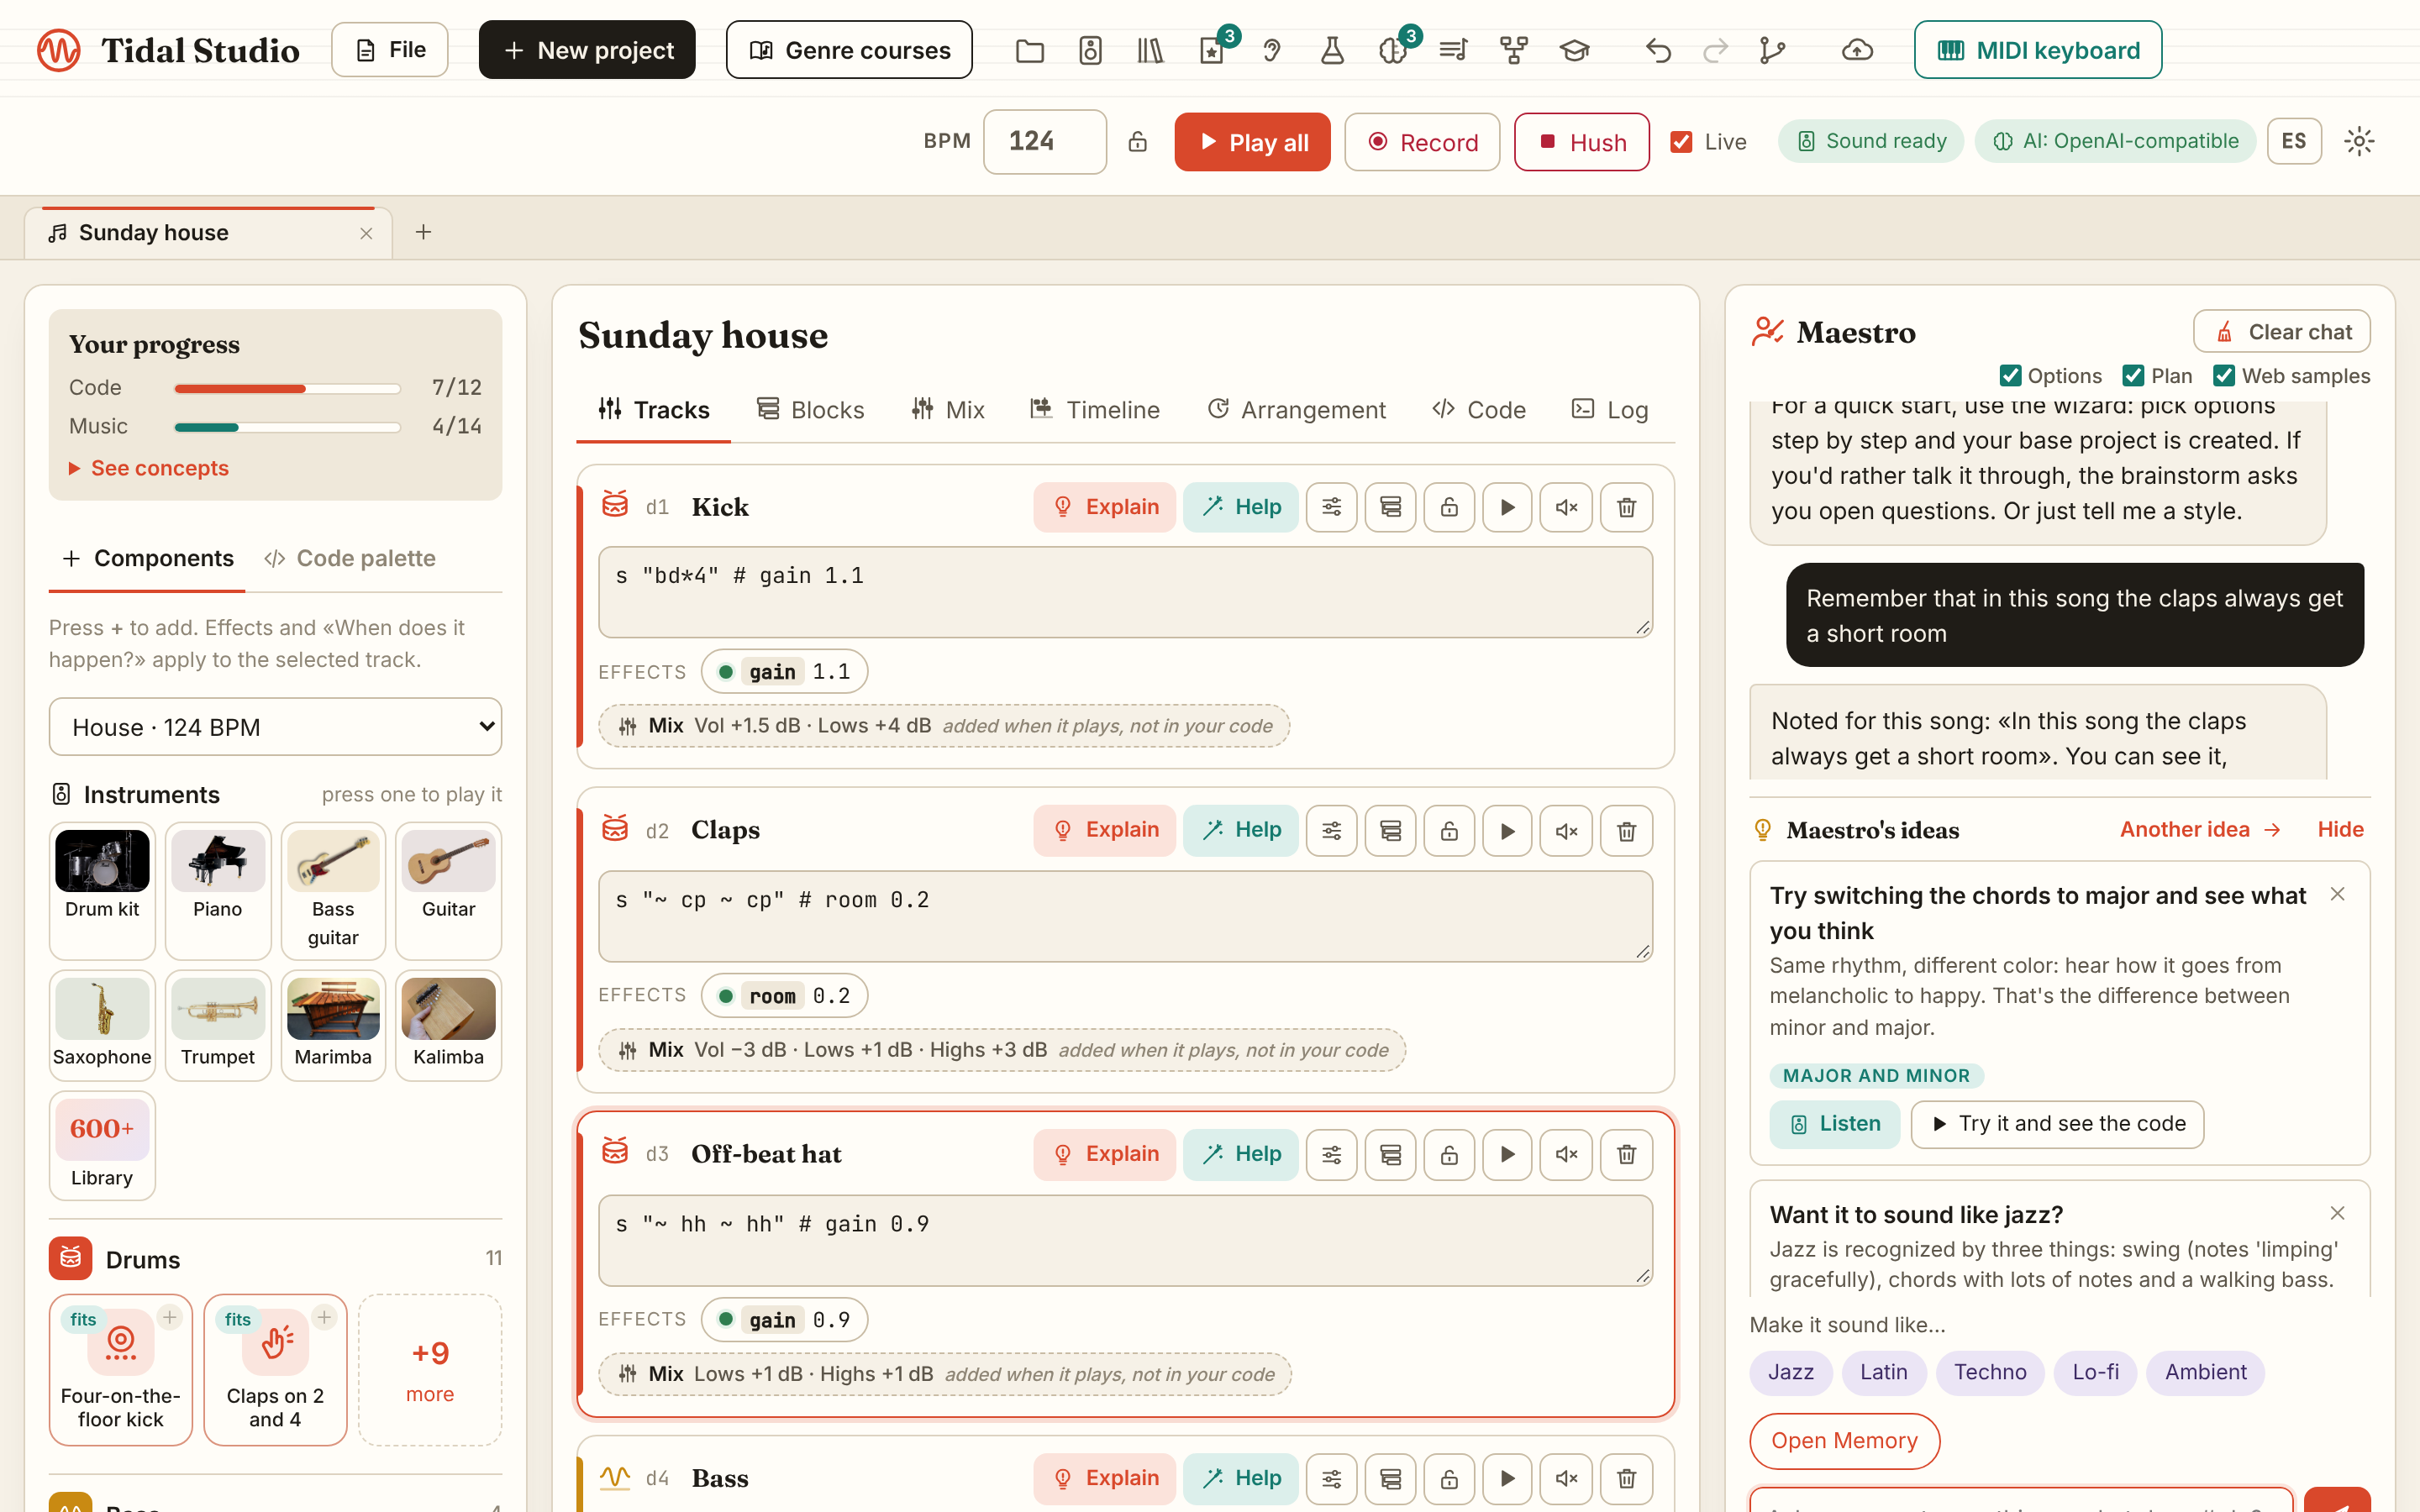 Tidal Studio
File
New project
Genre courses
3
3
MIDI keyboard
BPM
124
Play all
Record
Hush
Live
Sound ready
AI: OpenAI-compatible
ES
Sunday house
Your progress
Code
7/12
Music
4/14
See concepts
Components
Code palette
Press + to add. Effects and «When does it
happen?» apply to the selected track.
House · 124 BPM
Instruments
press one to play it
Drum kit
Piano
Bass
guitar
Guitar
Saxophone
Trumpet
Marimba
Kalimba
600+
Library
Drums
11
fits
Four-on-the-
floor kick
fits
Claps on 2
and 4
+9
more
Sunday house
Tracks
Blocks
Mix
Timeline
Arrangement
Code
Log
d1 Kick
Explain
Help
s "bd*4" # gain 1.1
EFFECTS
gain 1.1
Mix Vol +1.5 dB · Lows +4 dB added when it plays, not in your code
d2 Claps
Explain
Help
s "~ cp ~ cp" # room 0.2
EFFECTS
room 0.2
Mix Vol −3 dB · Lows +1 dB · Highs +3 dB added when it plays, not in your code
d3 Off-beat hat
Explain
Help
s "~ hh ~ hh" # gain 0.9
EFFECTS
gain 0.9
Mix Lows +1 dB · Highs +1 dB added when it plays, not in your code
d4 Bass
Explain
Help
Maestro
Clear chat
Options
Plan
Web samples
For a quick start, use the wizard: pick options
step by step and your base project is created. If
you'd rather talk it through, the brainstorm asks
you open questions. Or just tell me a style.
Remember that in this song the claps always get
a short room
Noted for this song: «In this song the claps
always get a short room». You can see it,
Maestro's ideas
Another idea →
Hide
Try switching the chords to major and see what
you think
Same rhythm, different color: hear how it goes from
melancholic to happy. That's the difference between
minor and major.
MAJOR AND MINOR
Listen
Try it and see the code
Want it to sound like jazz?
Jazz is recognized by three things: swing (notes 'limping'
gracefully), chords with lots of notes and a walking bass.
Make it sound like...
Jazz
Latin
Techno
Lo-fi
Ambient
Open Memory